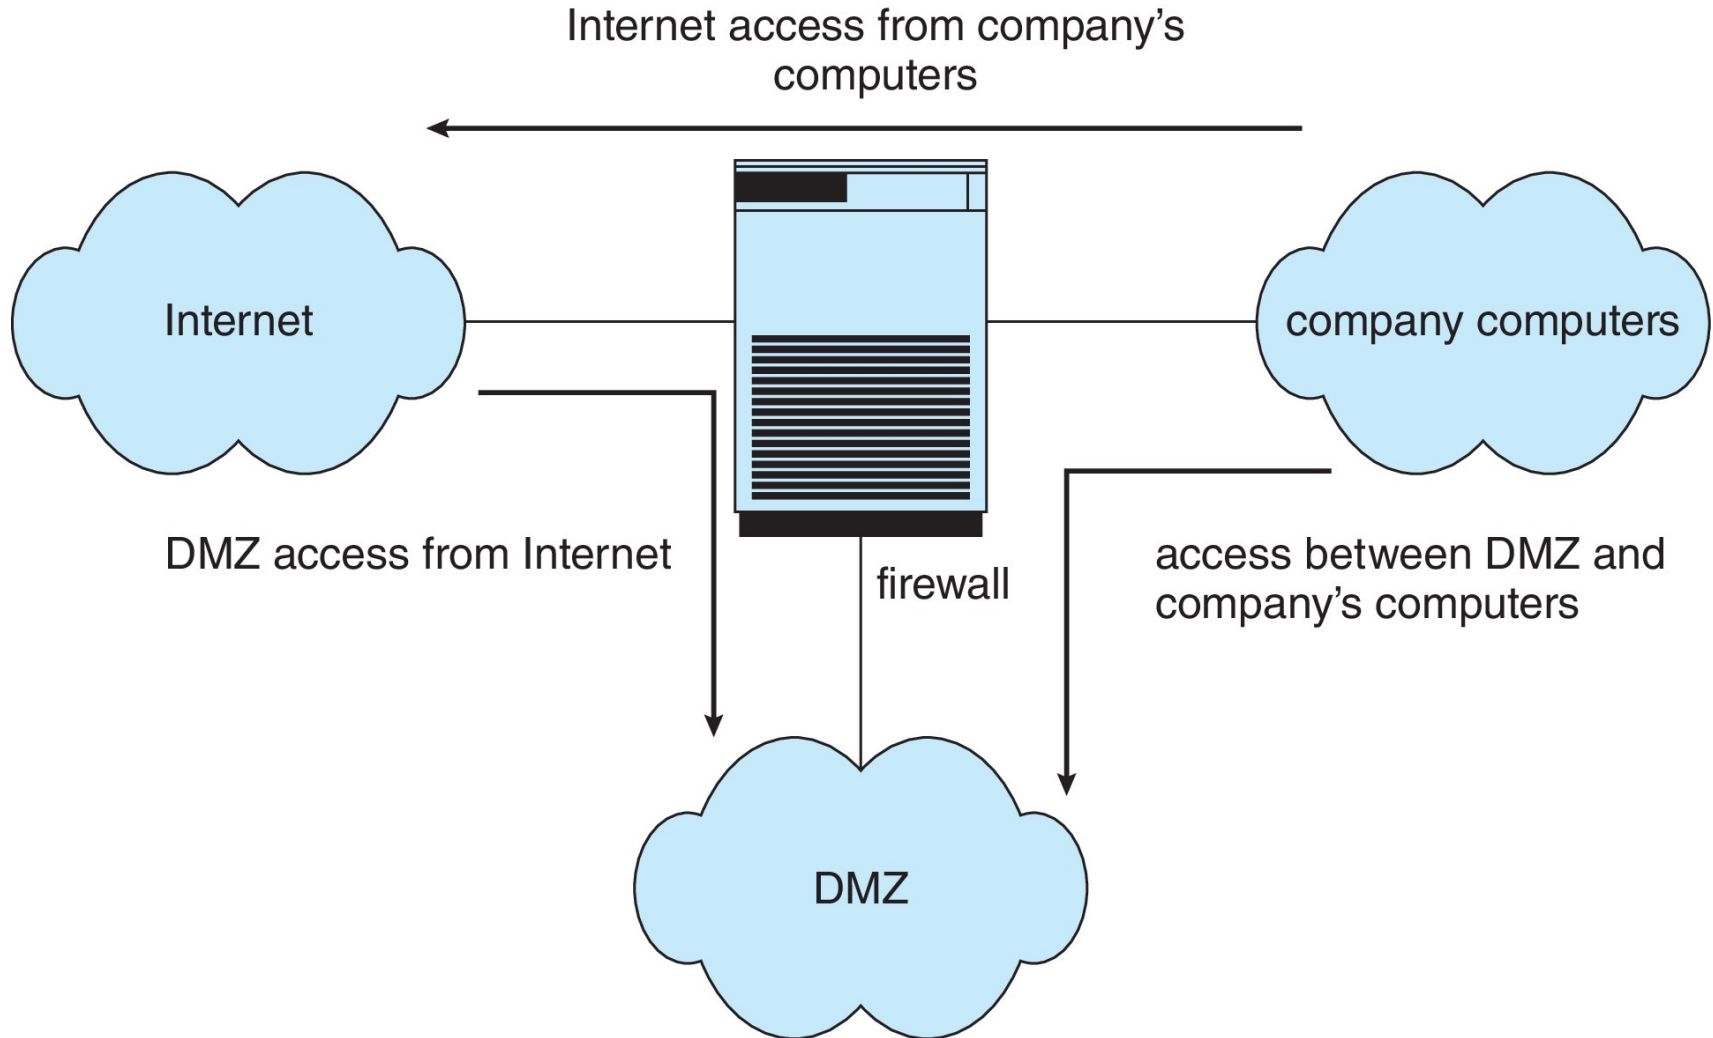 Internet access from company’s
computers
Internet
company computers
DMZ access from Internet
firewall
access between DMZ and
company’s computers
DMZ